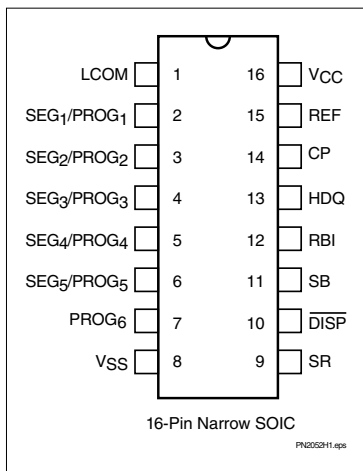 LCOM 1 16 VCC
SEG1/PROG1 2 15 REF
SEG2/PROG2 3 14 CP
SEG3/PROG3 4 13 HDQ
SEG4/PROG4 5 12 RBI
SEG5/PROG5 6 11 SB
PROG6 7 10 DISP
VSS 8 9 SR
16-Pin Narrow SOIC
PN2052H1.eps